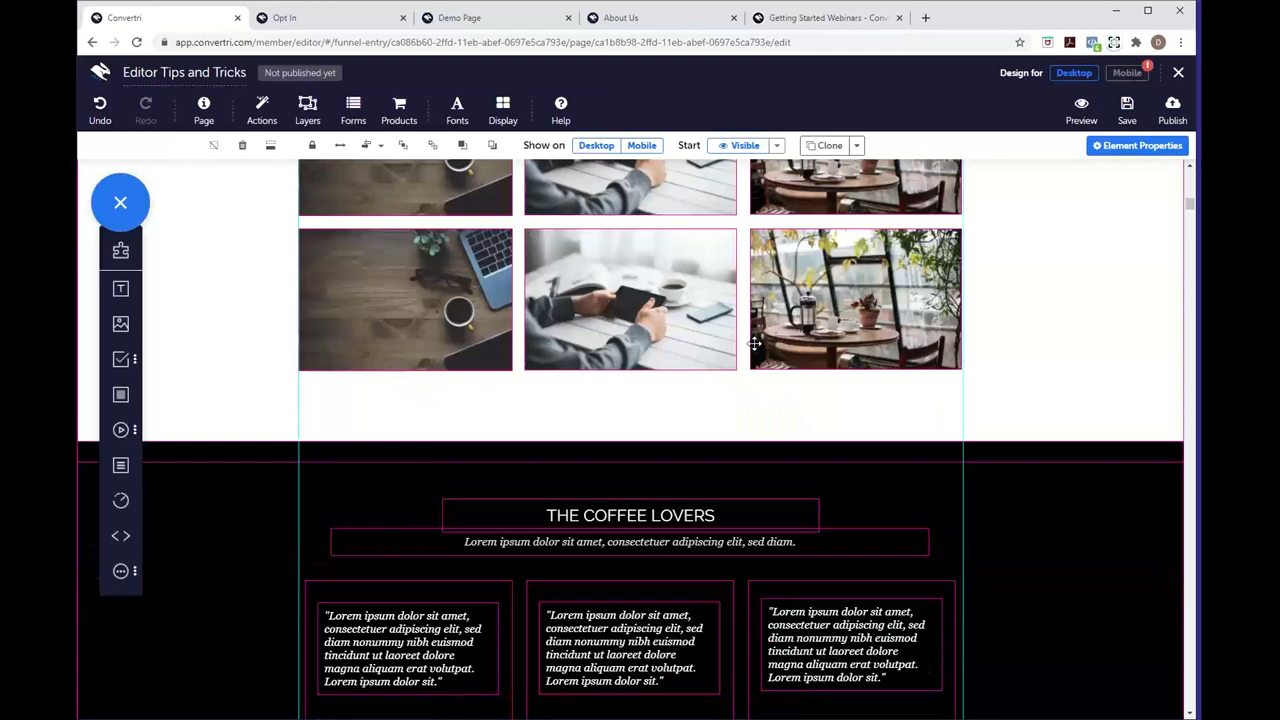 Convertri
Opt In
Demo Page
About Us
Getting Started Webinars - Conv
app.convertri.com/member/editor/#/funnel-entry/ca086b60-2ffd-11eb-abef-0697e5ca793e/page/ca1b8b98-2ffd-11eb-abef-0697e5ca793e/edit
6
D
Editor Tips and Tricks
Not published yet
Design for
Desktop
Mobile
!
Undo
Redo
Page
Actions
Layers
Forms
Products
Fonts
Display
Help
Preview
Save
Publish
Show on
Desktop
Mobile
Start
Visible
Clone
Element Properties
THE COFFEE LOVERS
Lorem ipsum dolor sit amet, consectetuer adipiscing elit, sed diam.
"Lorem ipsum dolor sit amet,
consectetuer adipiscing elit, sed
diam nonummy nibh euismod
tincidunt ut laoreet dolore
magna aliquam erat volutpat.
Lorem ipsum dolor sit."
"Lorem ipsum dolor sit amet,
consectetuer adipiscing elit, sed
diam nonummy nibh euismod
tincidunt ut laoreet dolore
magna aliquam erat volutpat.
Lorem ipsum dolor sit."
"Lorem ipsum dolor sit amet,
consectetuer adipiscing elit, sed
diam nonummy nibh euismod
tincidunt ut laoreet dolore
magna aliquam erat volutpat.
Lorem ipsum dolor sit."